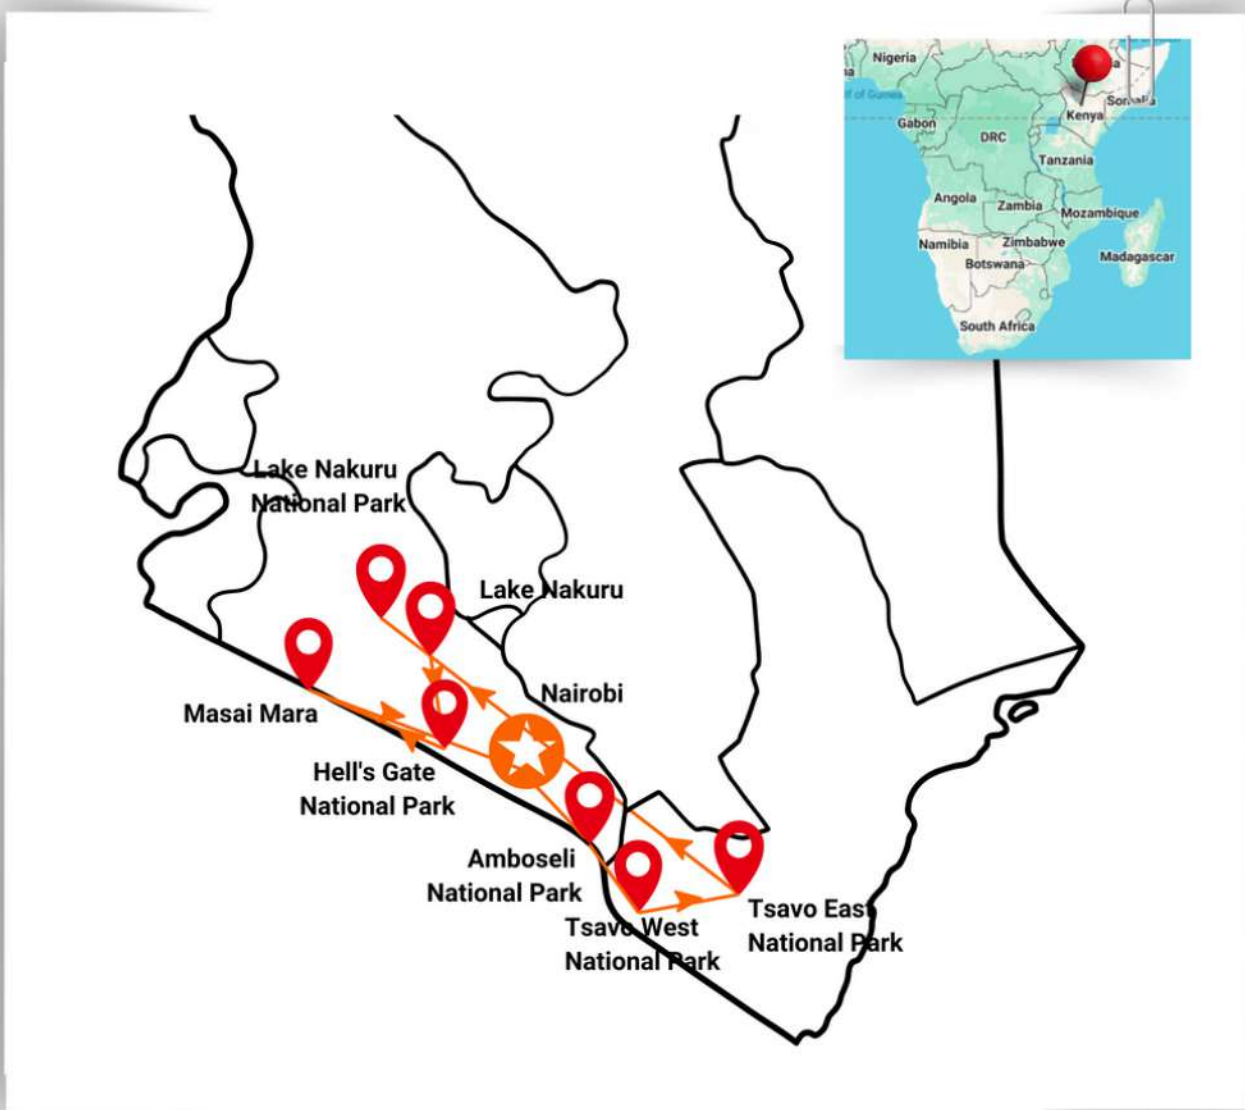 Nigeria
Somalia
Kenya
Gabon
DRC
Tanzania
Angola
Zambia
Mozambique
Namibia
Zimbabwe
Botswana
Madagascar
South Africa
Lake Nakuru
National Park
Lake Nakuru
Nairobi
Masai Mara
Hell's Gate
National Park
Amboseli
National Park
Tsavo West
National Park
Tsavo East
National Park